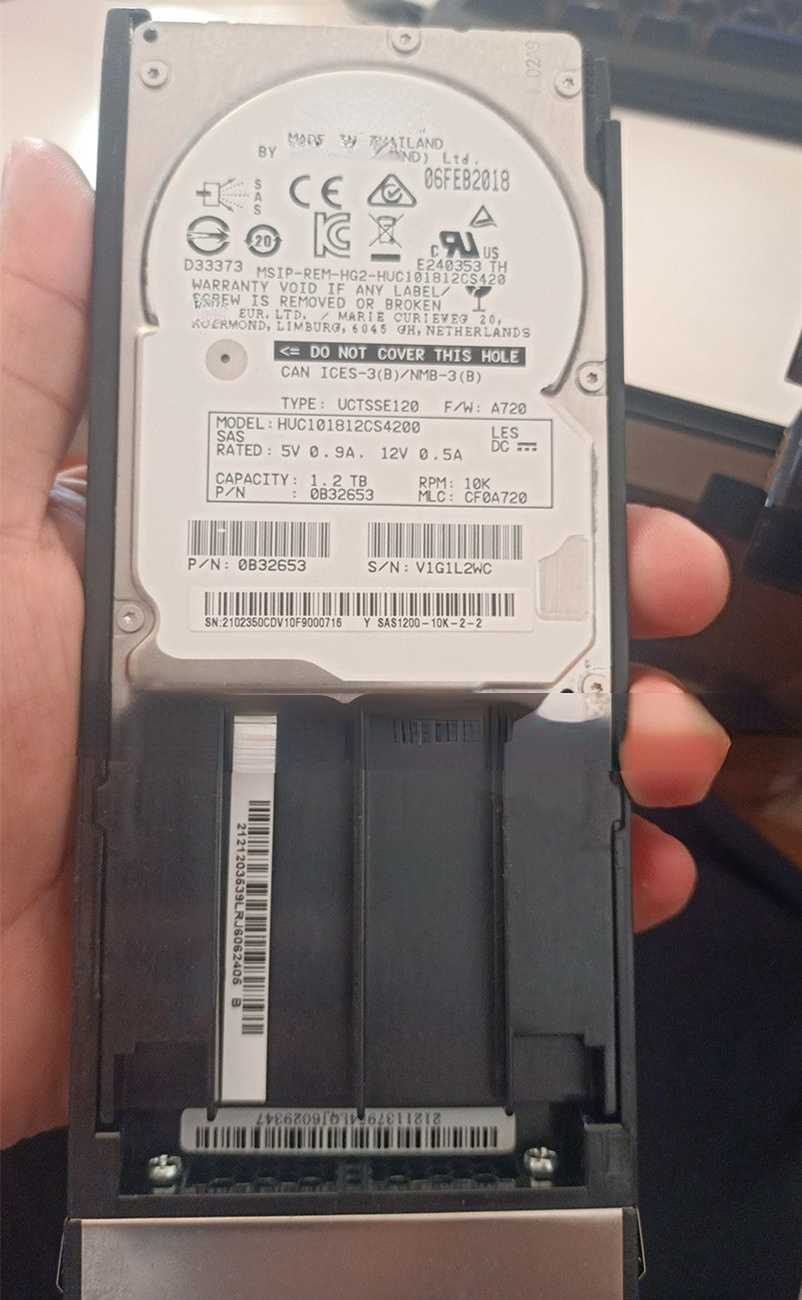 MADE IN THAILAND
BY ND) Ltd.
06FEB2018
SAS
20
D33373
C US
E240353 TH
MSIP-REM-HG2-HUC101812CS420
WARRANTY VOID IF ANY LABEL/
SCREW IS REMOVED OR BROKEN
EUR. LTD. / MARIE CURIEWEG 20,
ROERMOND, LIMBURG, 6045 GH, NETHERLANDS
<= DO NOT COVER THIS HOLE
CAN ICES-3(B)/NMB-3(B)
TYPE: UCTSSE120 F/W: A720
MODEL: HUC101812CS4200 LES
SAS DC
RATED: 5V 0.9A, 12V 0.5A
CAPACITY: 1.2 TB RPM: 10K
P/N : 0B32653 MLC: CF0A720
P/N: 0B32653 S/N: V1G1L2WC
SN:2102350CDV10F9000716 Y SAS1200-10K-2-2
2121203539LRJ6062406 B